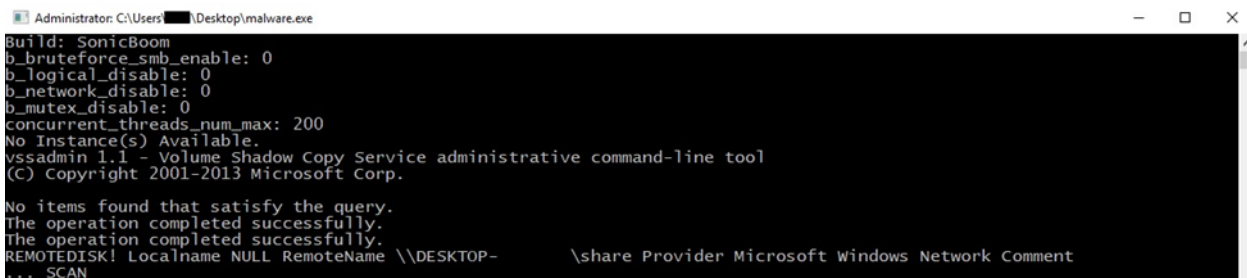 Administrator: C:\Users\ \Desktop\malware.exe
Build: SonicBoom
b_bruteforce_smb_enable: 0
b_logical_disable: 0
b_network_disable: 0
b_mutex_disable: 0
concurrent_threads_num_max: 200
No Instance(s) Available.
vssadmin 1.1 - Volume Shadow Copy Service administrative command-line tool
(C) Copyright 2001-2013 Microsoft Corp.
No items found that satisfy the query.
The operation completed successfully.
The operation completed successfully.
REMOTEDISK! Localname NULL RemoteName \\DESKTOP- \share Provider Microsoft Windows Network Comment
... SCAN